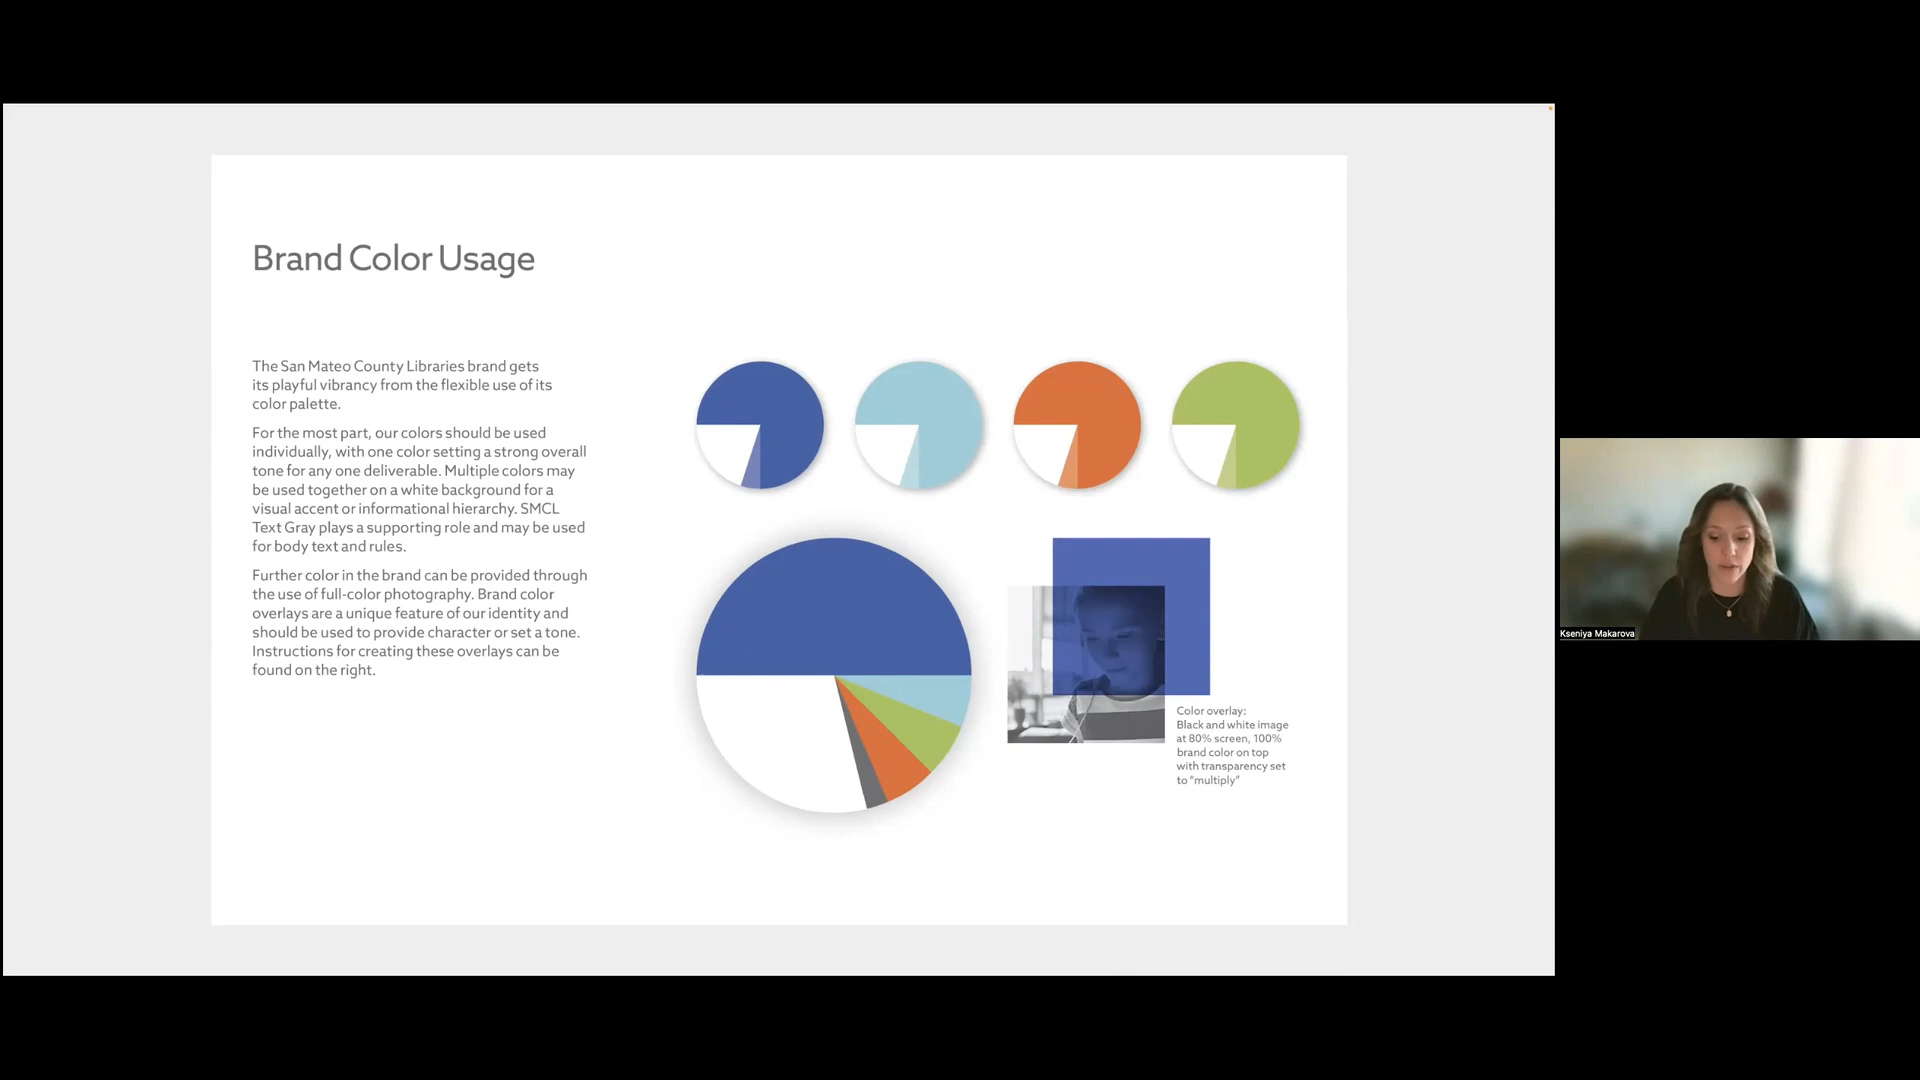 Brand Color Usage
The San Mateo County Libraries brand gets
its playful vibrancy from the flexible use of its
color palette.
For the most part, our colors should be used
individually, with one color setting a strong overall
tone for any one deliverable. Multiple colors may
be used together on a white background for a
visual accent or informational hierarchy. SMCL
Text Gray plays a supporting role and may be used
for body text and rules.
Further color in the brand can be provided through
the use of full-color photography. Brand color
overlays are a unique feature of our identity and
should be used to provide character or set a tone.
Instructions for creating these overlays can be
found on the right.
Color overlay:
Black and white image
at 80% screen, 100%
brand color on top
with transparency set
to “multiply”
Kseniya Makarova